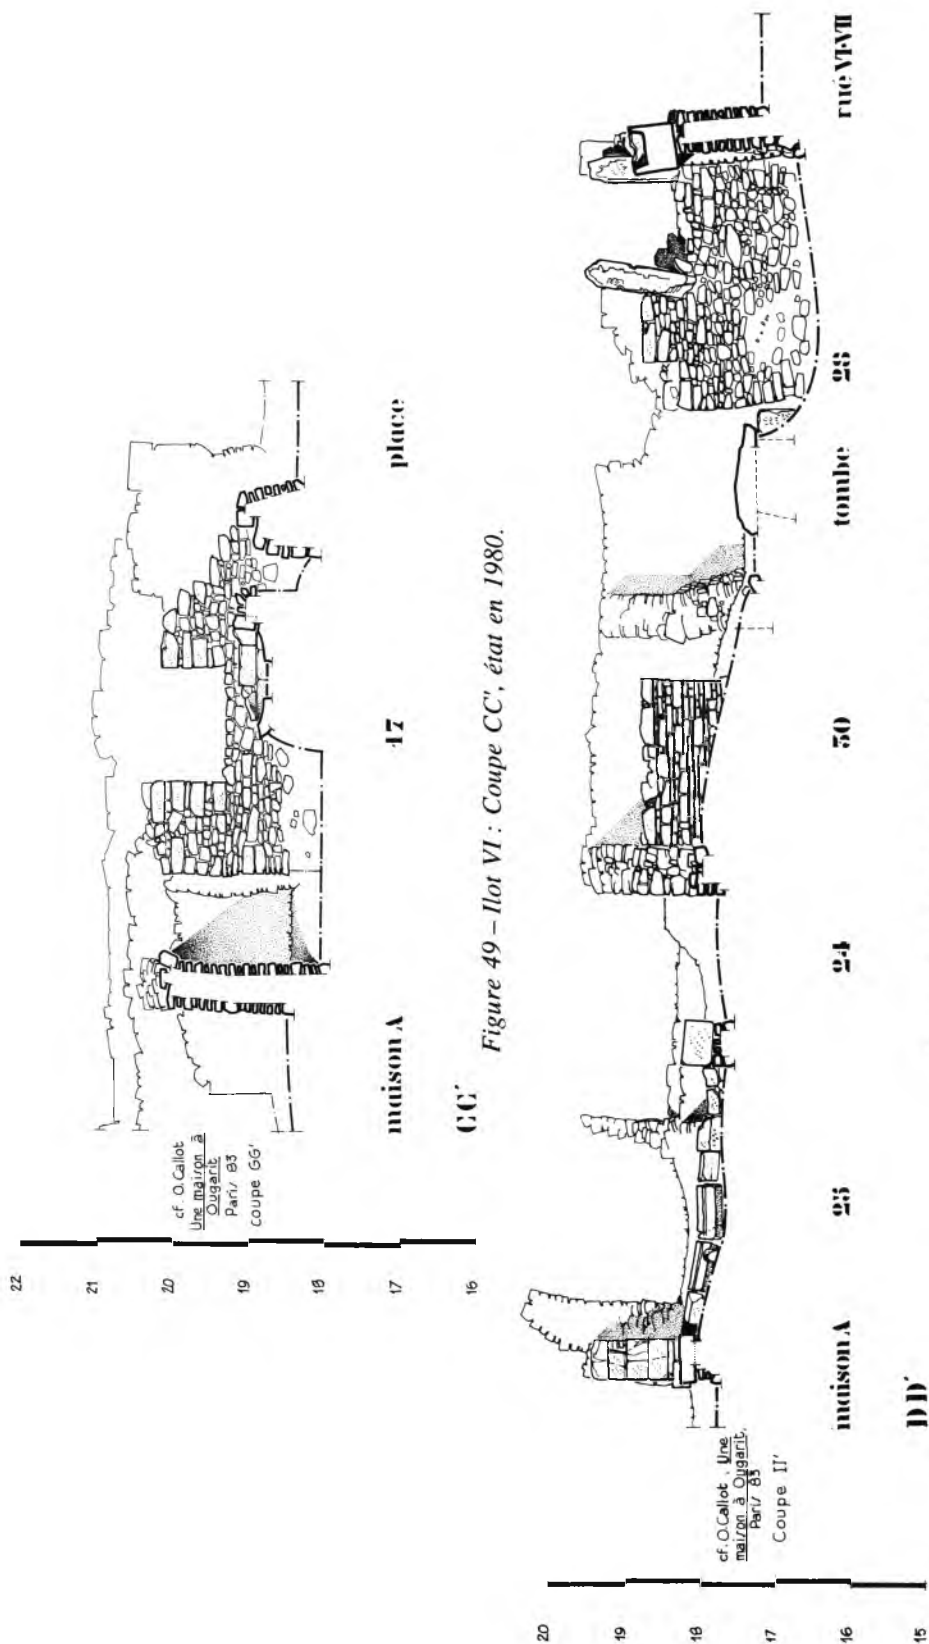 22
21
20
19
18
17
16
cf. O.Callot
Une maison à
Ougarit
Paris 83
coupe GG'
maison A
17
place
CC'
Figure 49 – Ilot VI : Coupe CC', état en 1980.
20
19
18
17
16
15
cf. O.Callot, Une
maison à Ougarit,
Paris 83
Coupe II'
maison A
25
24
30
tombe
28
rue VI-VII
DD'